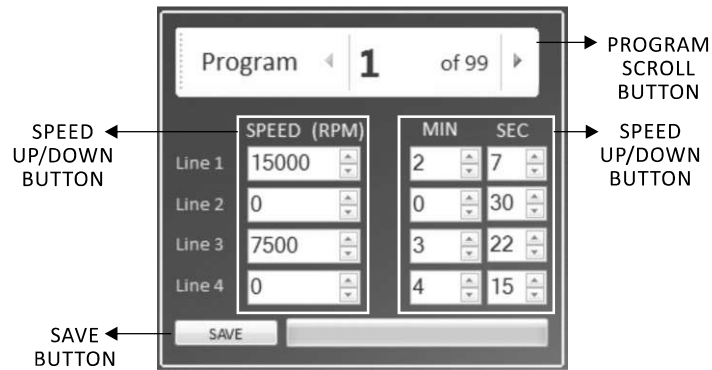 Program 1 of 99
PROGRAM
SCROLL
BUTTON
SPEED
UP/DOWN
BUTTON
SPEED (RPM) MIN SEC
SPEED
UP/DOWN
BUTTON
Line 1 15000 2 7
Line 2 0 0 30
Line 3 7500 3 22
Line 4 0 4 15
SAVE
BUTTON
SAVE